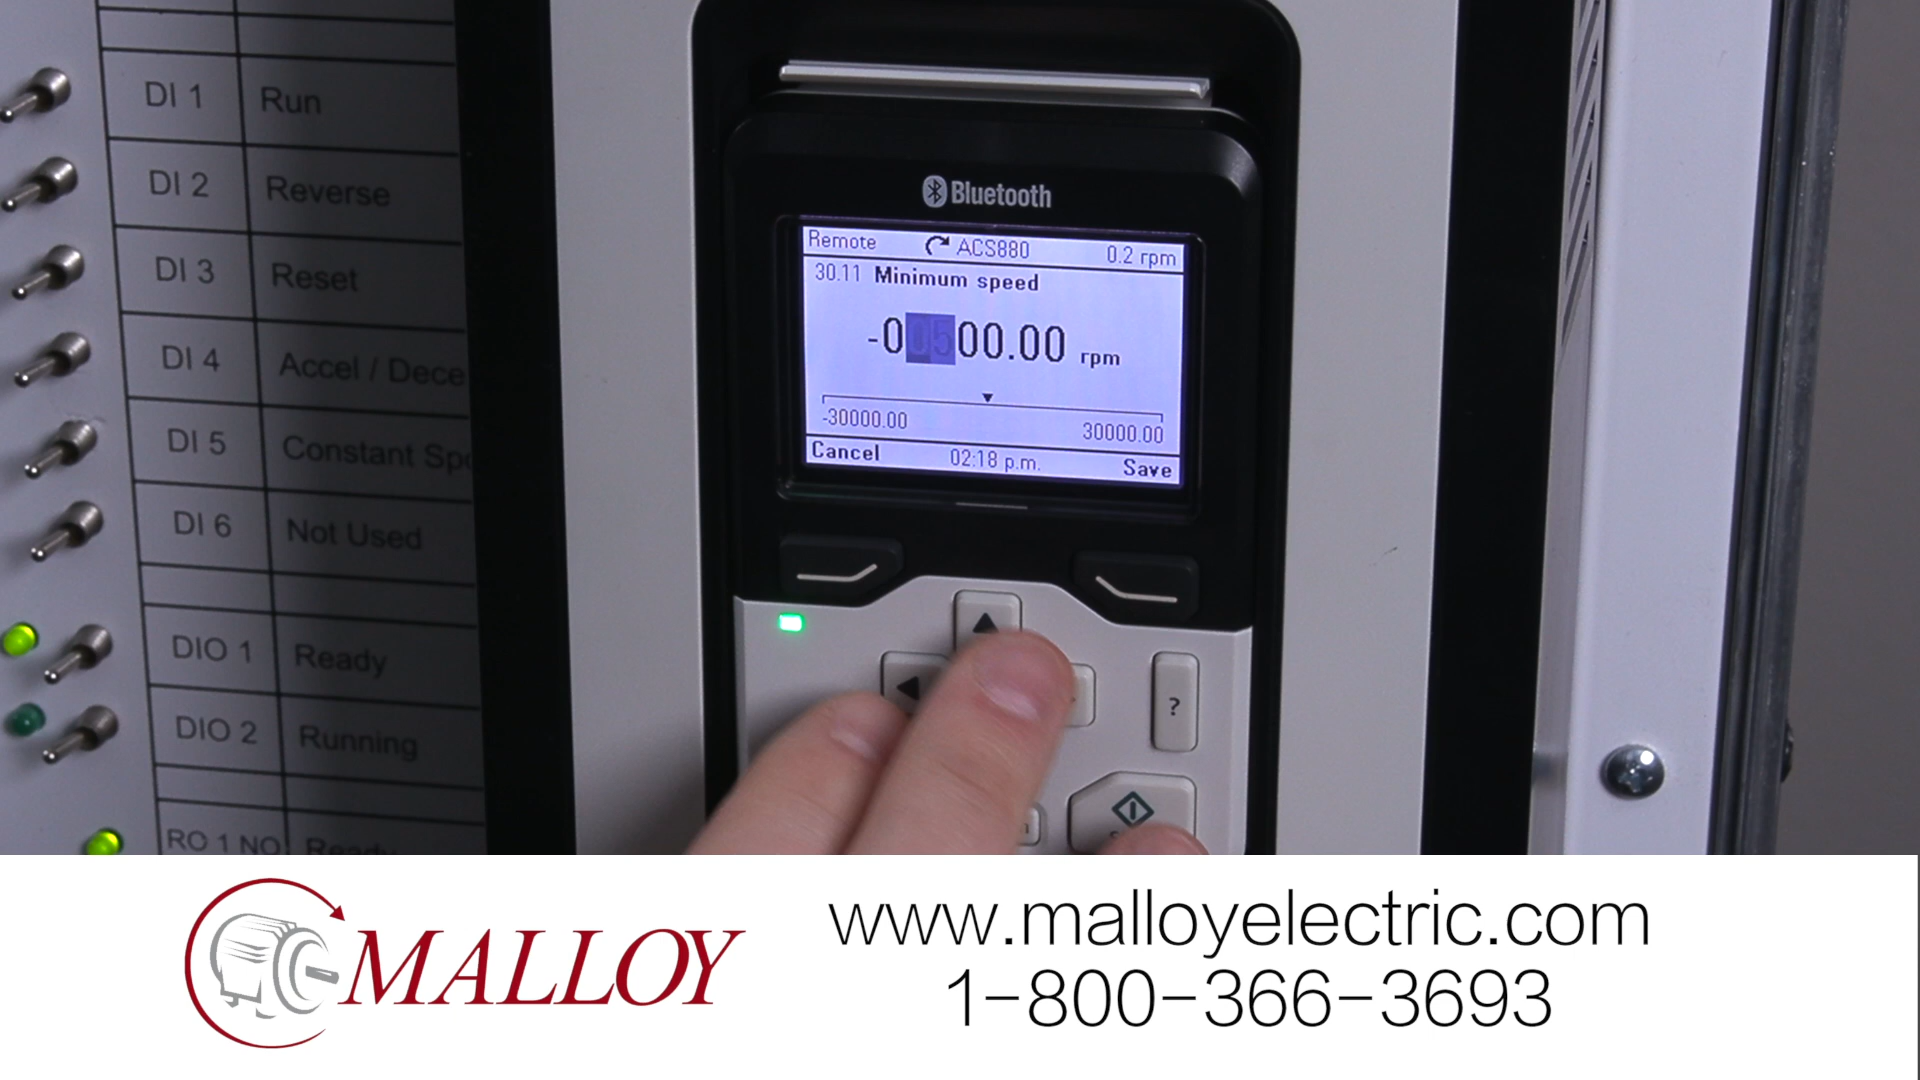 DI 1 Run
DI 2 Reverse
DI 3 Reset
DI 4 Accel / Dece
DI 5 Constant Spe
DI 6 Not Used
DIO 1 Ready
DIO 2 Running
RO 1 NO Ready
Bluetooth
Remote ACS880 0.2 rpm
30.11 Minimum speed
-00500.00 rpm
-30000.00 30000.00
Cancel 02:18 p.m. Save
?
MALLOY
www.malloyelectric.com
1-800-366-3693